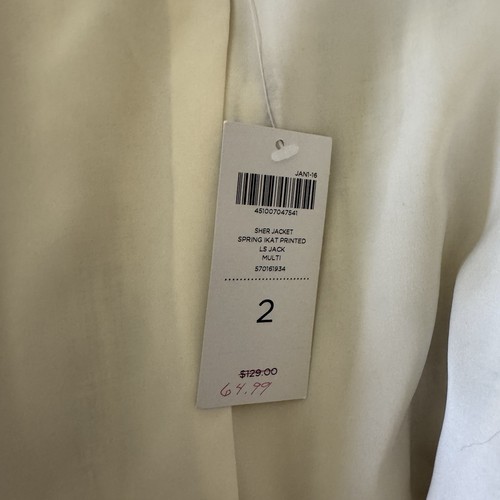 JAN1-16
451007047541
SHER JACKET
SPRING IKAT PRINTED
LS JACK
MULTI
570161934
2
$129.00
64.99